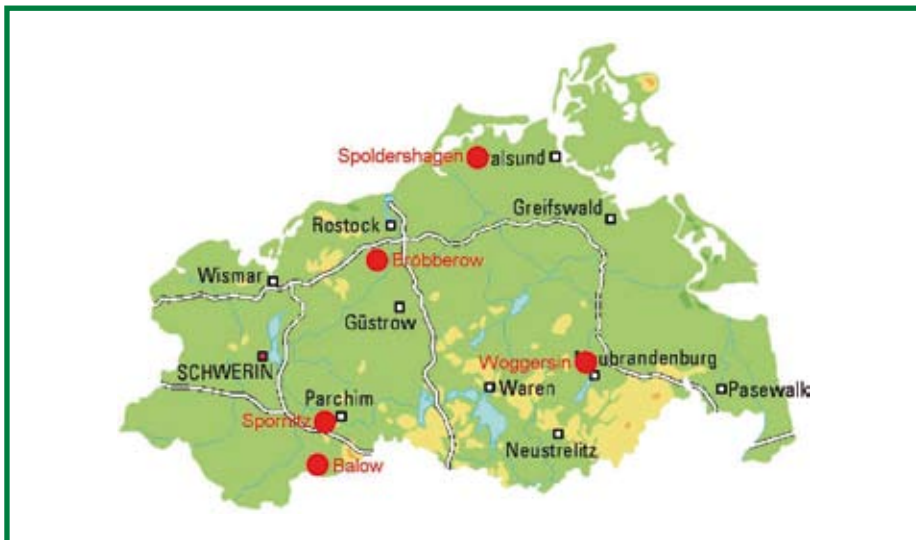 Spoldershagen
alsund
Greifswald
Rostock
Brobberow
Wismar
Güstrow
Woggersin
ubrandenburg
SCHWERIN
Waren
Pasewalk
Parchim
Spornitz
Neustrelitz
Balow